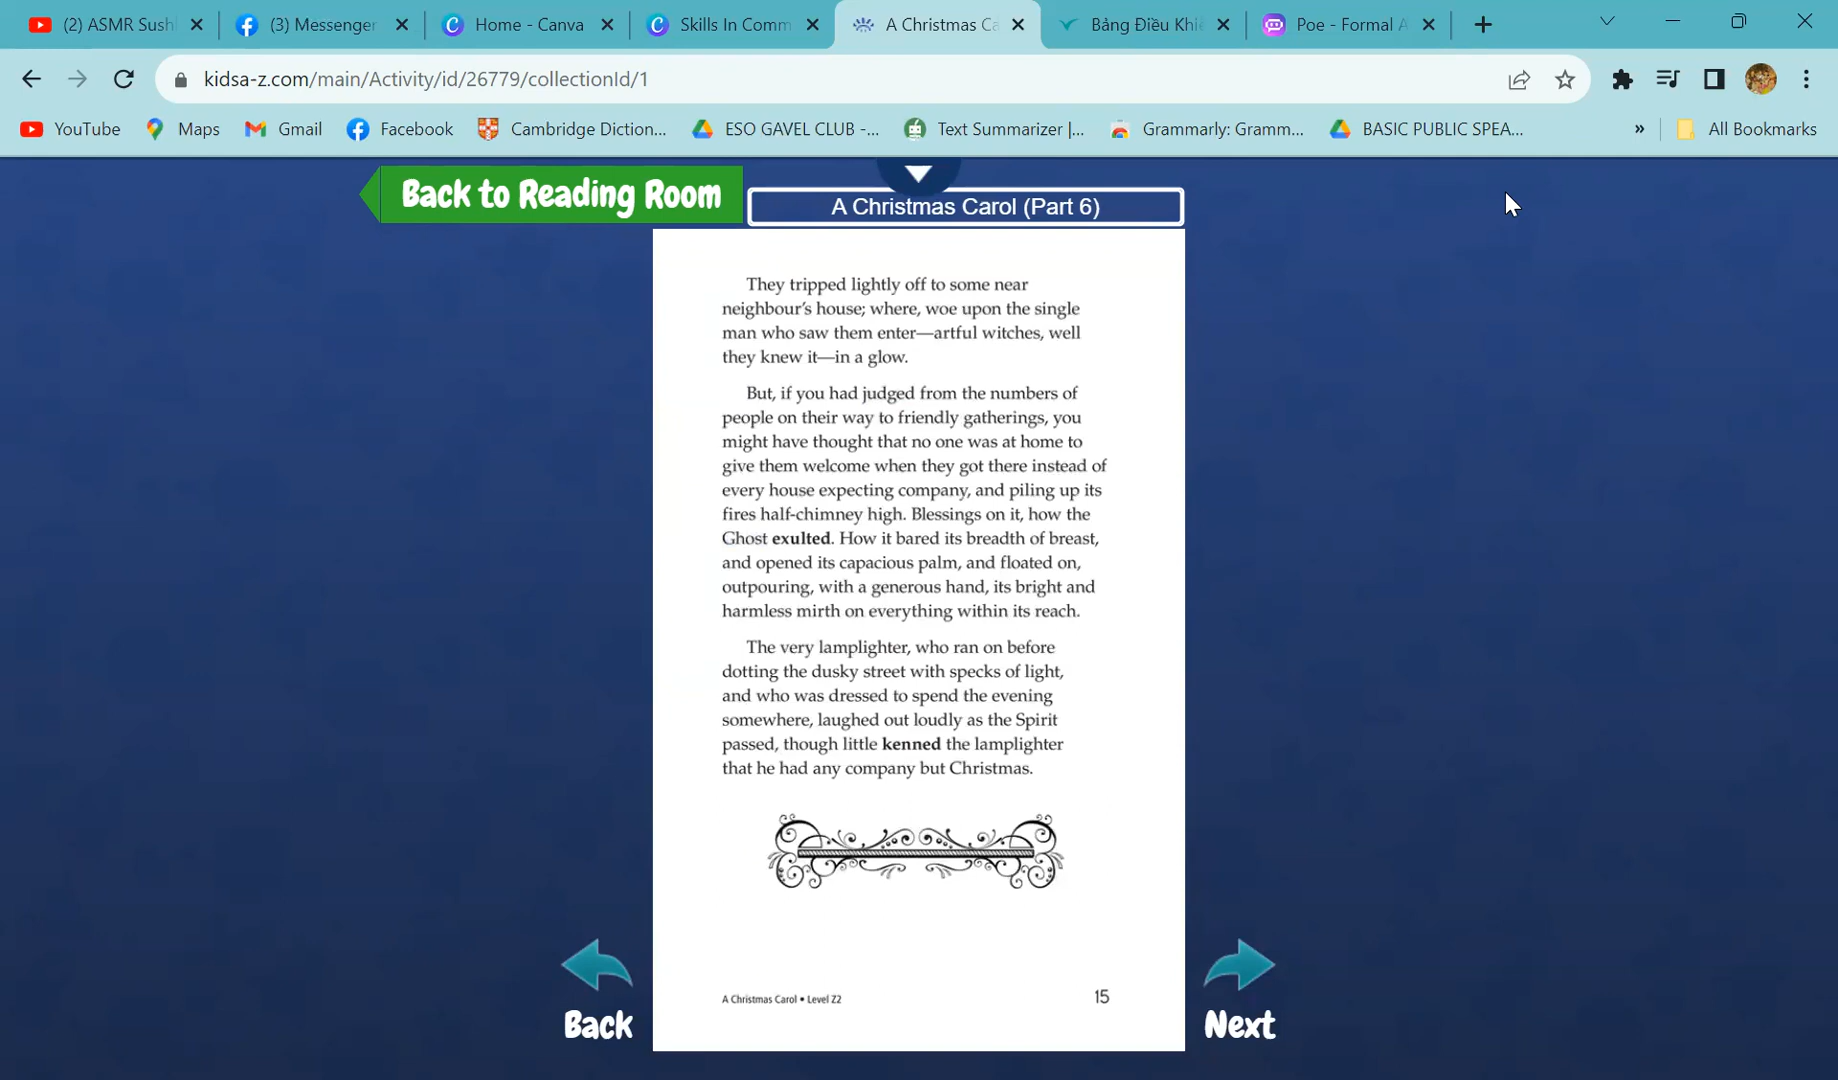 (2) ASMR Sush
(3) Messenger
Home - Canva
Skills In Comm
A Christmas Ca
Bảng Điều Khi
Poe - Formal A
kidsa-z.com/main/Activity/id/26779/collectionId/1
YouTube
Maps
Gmail
Facebook
Cambridge Diction...
ESO GAVEL CLUB -...
Text Summarizer |...
Grammarly: Gramm...
BASIC PUBLIC SPEA...
»
All Bookmarks
Back to Reading Room
A Christmas Carol (Part 6)
They tripped lightly off to some near
neighbour's house; where, woe upon the single
man who saw them enter—artful witches, well
they knew it—in a glow.
But, if you had judged from the numbers of
people on their way to friendly gatherings, you
might have thought that no one was at home to
give them welcome when they got there instead of
every house expecting company, and piling up its
fires half-chimney high. Blessings on it, how the
Ghost exulted. How it bared its breadth of breast,
and opened its capacious palm, and floated on,
outpouring, with a generous hand, its bright and
harmless mirth on everything within its reach.
The very lamplighter, who ran on before
dotting the dusky street with specks of light,
and who was dressed to spend the evening
somewhere, laughed out loudly as the Spirit
passed, though little kenned the lamplighter
that he had any company but Christmas.
A Christmas Carol • Level Z2
15
Back
Next